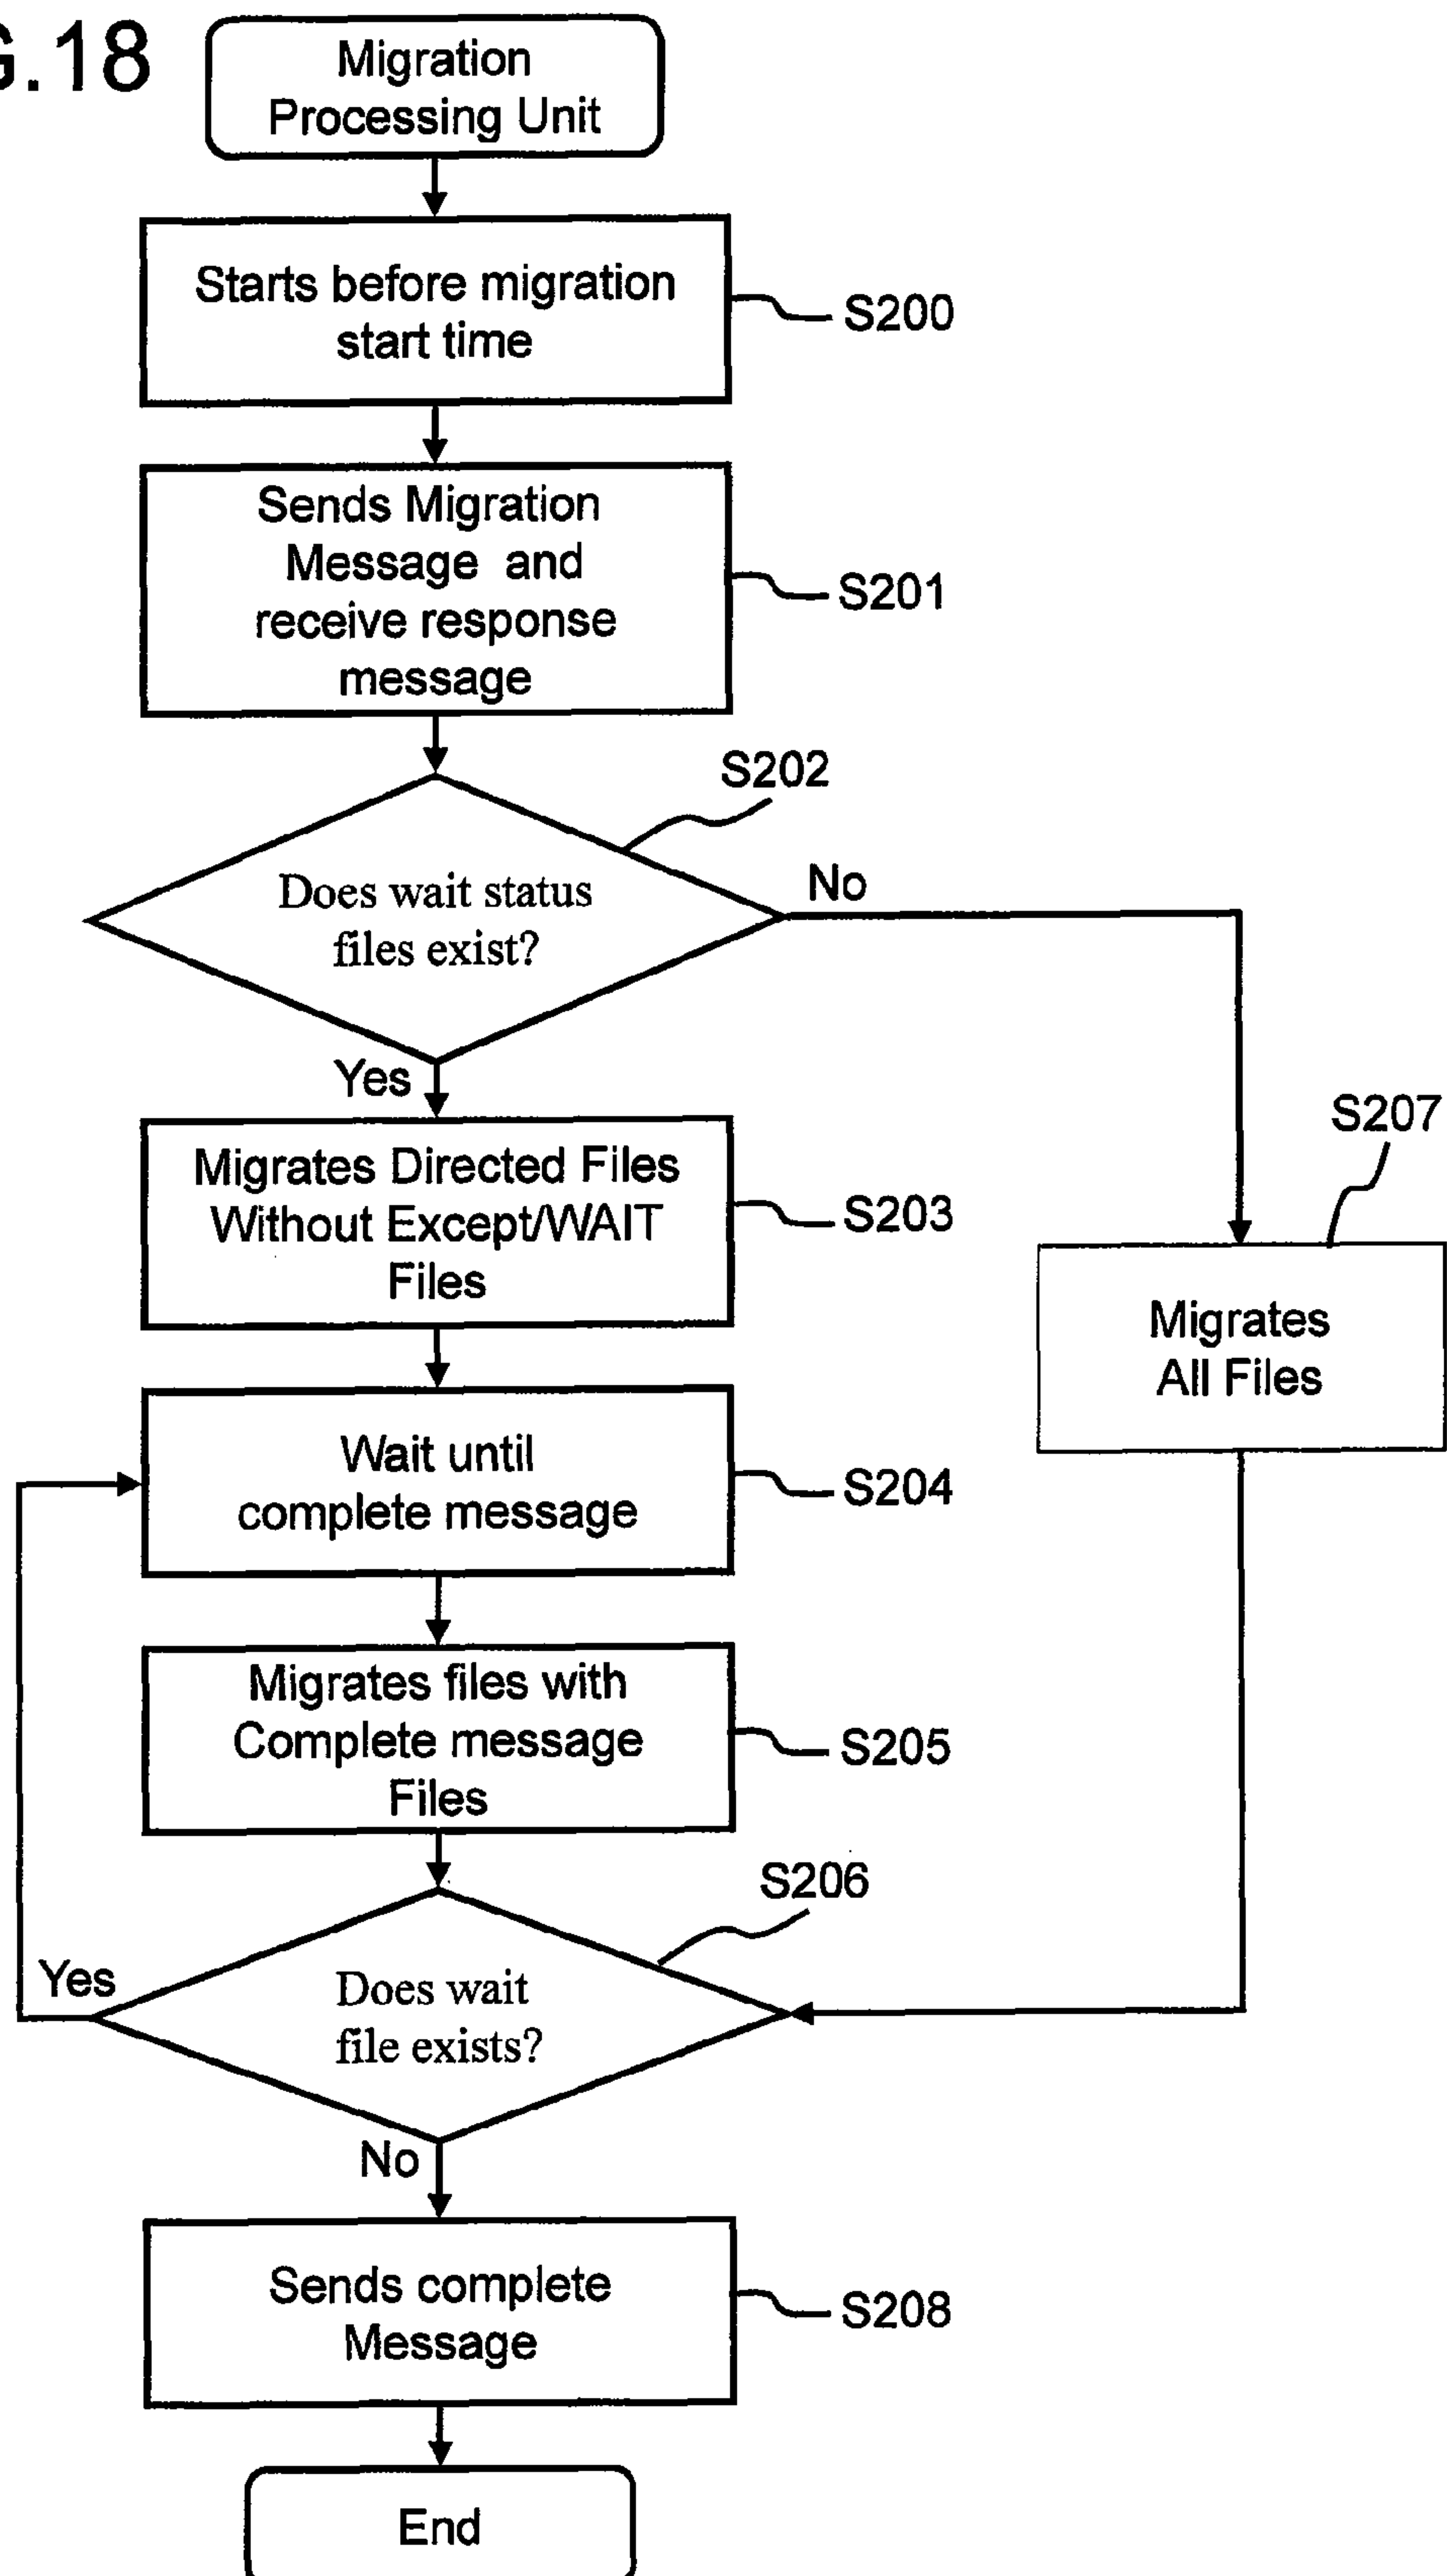 G.18
Migration
Processing Unit
Starts before migration
start time
S200
Sends Migration
Message and
receive response
message
S201
S202
Does wait status
files exist?
No
Yes
Migrates Directed Files
Without Except/WAIT
Files
S203
S207
Migrates
All Files
Wait until
complete message
S204
Migrates files with
Complete message
Files
S205
S206
Does wait
file exists?
Yes
No
Sends complete
Message
S208
End